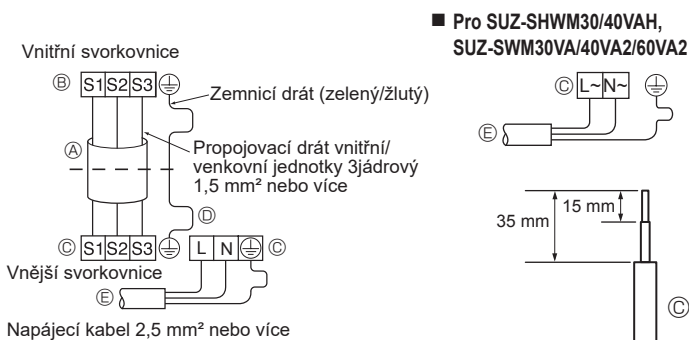 Vnitřní svorkovnice
Ⓑ S1 S2 S3
Zemnicí drát (zelený/žlutý)
Ⓐ
Propojovací drát vnitřní/
venkovní jednotky 3jádrový
1,5 mm² nebo více
Ⓓ
Ⓒ S1 S2 S3
L N Ⓒ
Vnější svorkovnice
Ⓔ
Napájecí kabel 2,5 mm² nebo více
■ Pro SUZ-SHWM30/40VAH,
SUZ-SWM30VA/40VA2/60VA2
Ⓒ L~ N~
Ⓔ
15 mm
35 mm
Ⓒ